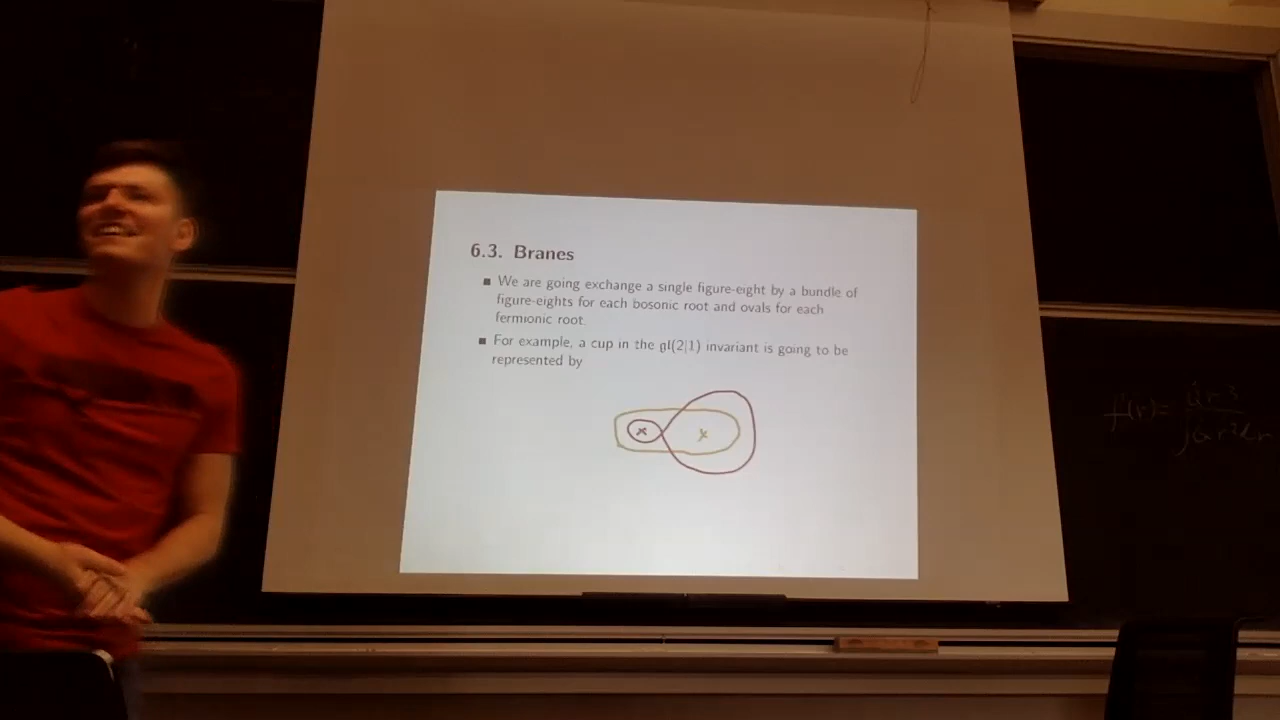 6.3. Branes
We are going exchange a single figure-eight by a bundle of
figure-eights for each bosonic root and ovals for each
fermionic root.
For example, a cup in the gl(2|1) invariant is going to be
represented by
x x